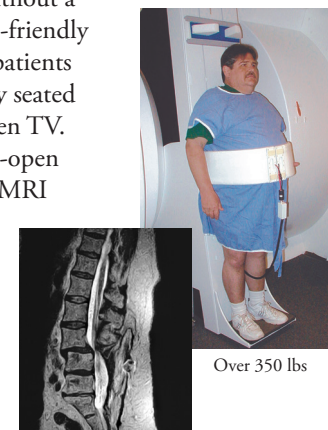 without a
-friendly
patients
y seated
en TV.
-open
MRI
Over 350 lbs